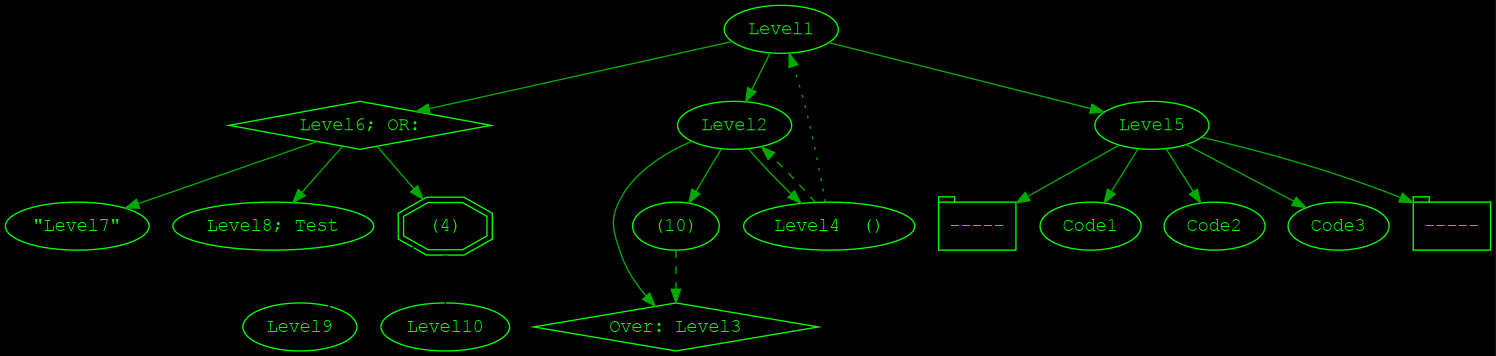 Level1
Level6; OR:
Level2
Level5
"Level7"
Level8; Test
(4)
(10)
Level4   ()
-----
Code1
Code2
Code3
-----
Level9
Level10
Over: Level3